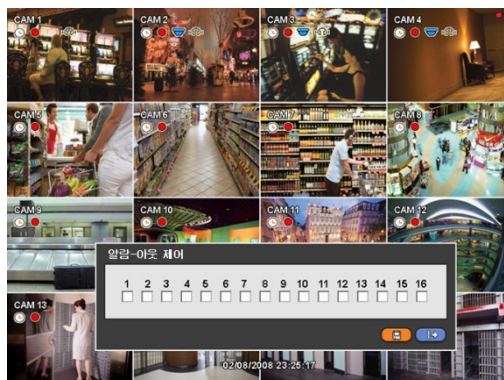 CAM 1
CAM 2
CAM 3
CAM 4
CAM 5
CAM 6
CAM 7
CAM 8
CAM 9
CAM 10
CAM 11
CAM 12
알람-아웃 제어
1 2 3 4 5 6 7 8 9 10 11 12 13 14 15 16
CAM 13
02/08/2008 23:25:17